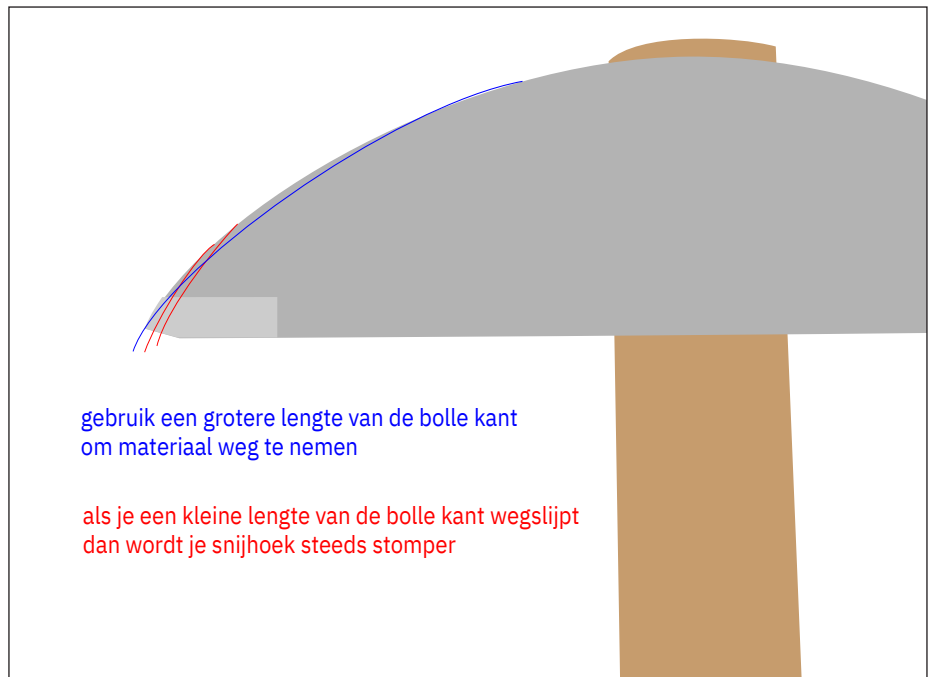 gebruik een grotere lengte van de bolle kant
om materiaal weg te nemen
als je een kleine lengte van de bolle kant wegslijpt
dan wordt je snijhoek steeds stomper